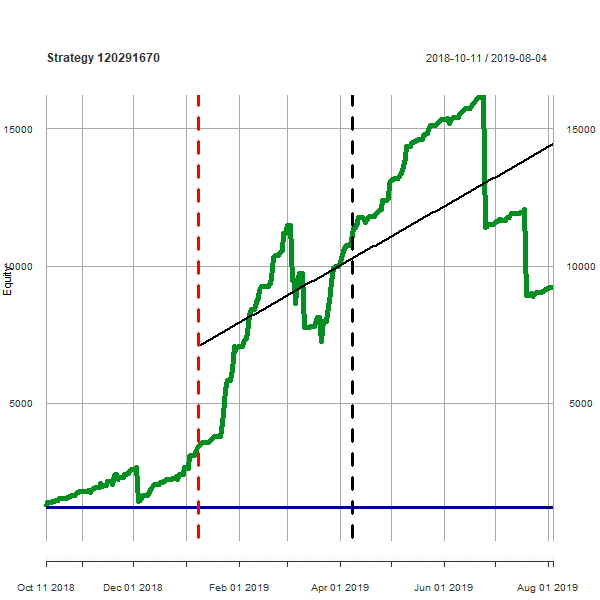 Strategy 120291670
2018-10-11 / 2019-08-04
15000
15000
10000
10000
Equity
5000
5000
Oct 11 2018
Dec 01 2019
Feb 01 2019
Apr 01 2019
Jun 01 2019
Aug 01 2019